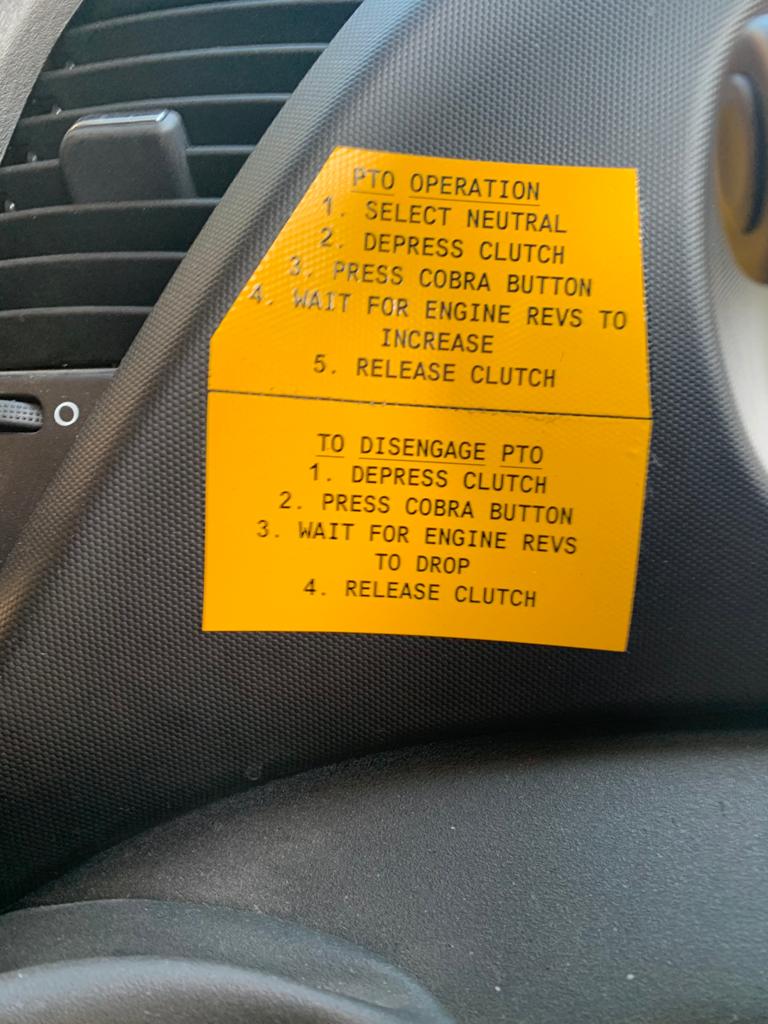 PTO OPERATION
1. SELECT NEUTRAL
2. DEPRESS CLUTCH
3. PRESS COBRA BUTTON
4. WAIT FOR ENGINE REVS TO
INCREASE
5. RELEASE CLUTCH
TO DISENGAGE PTO
1. DEPRESS CLUTCH
2. PRESS COBRA BUTTON
3. WAIT FOR ENGINE REVS
TO DROP
4. RELEASE CLUTCH